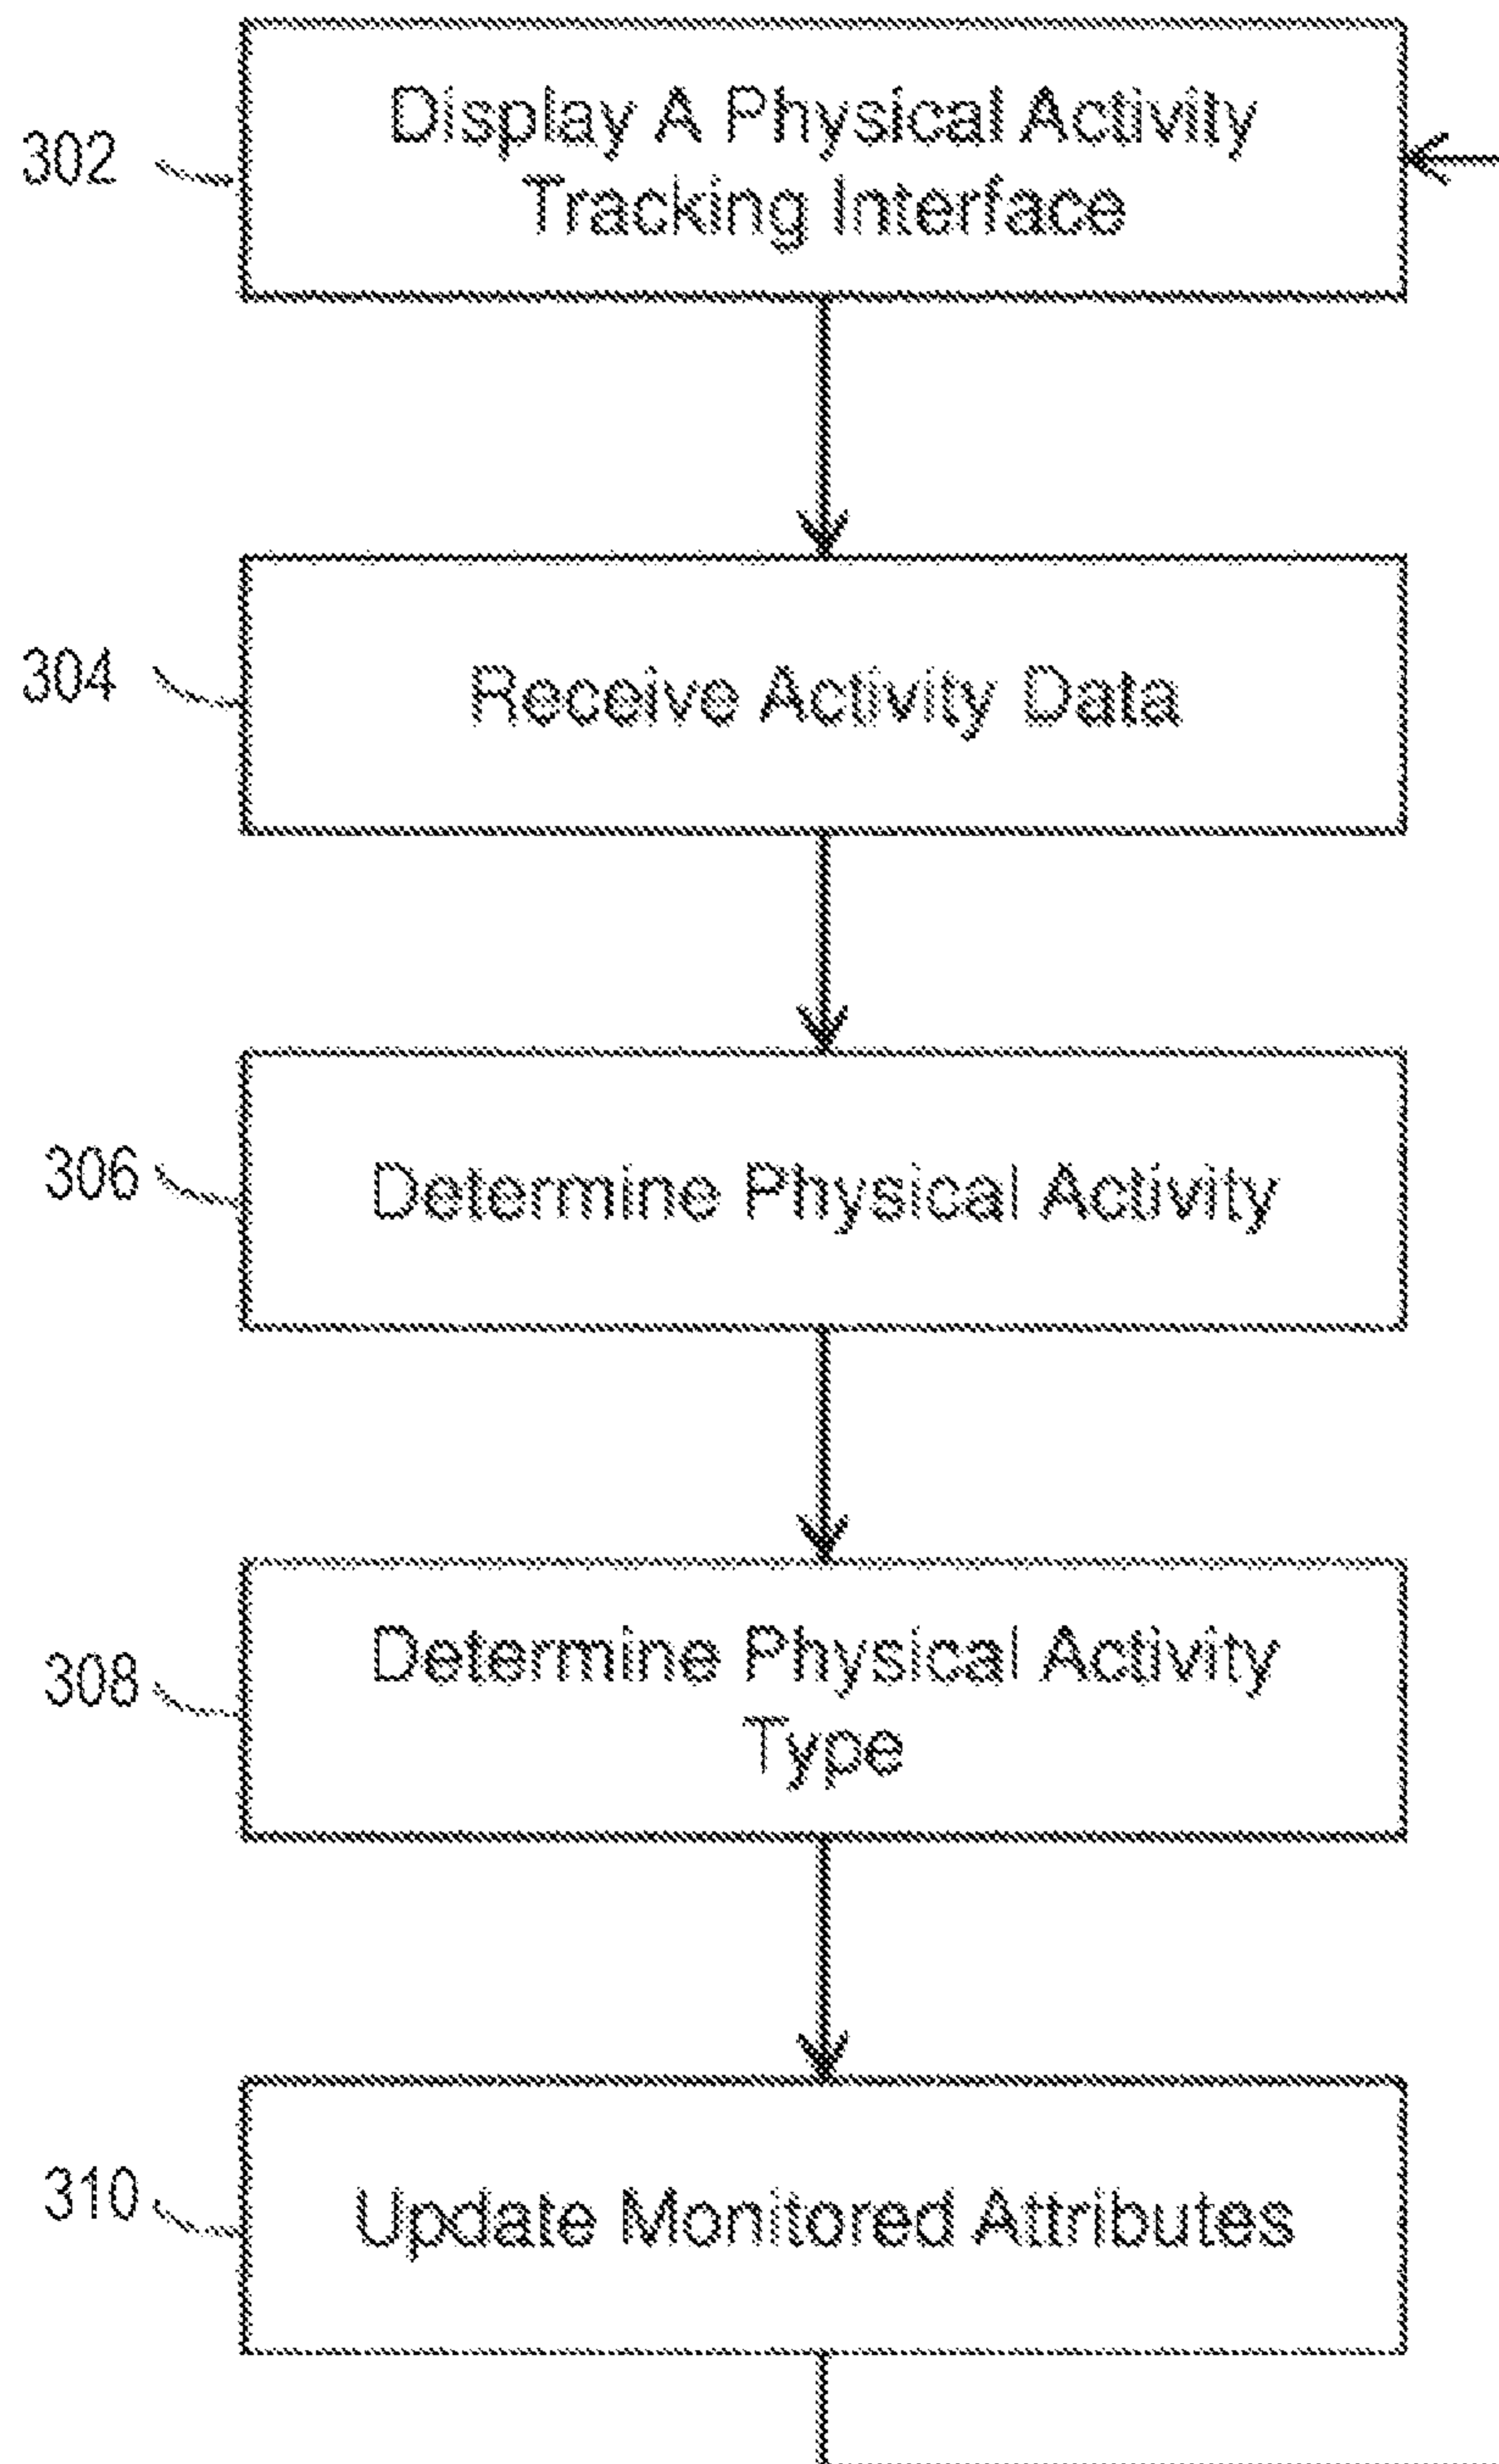 302
Display A Physical Activity
Tracking Interface
304
Receive Activity Data
306
Determine Physical Activity
308
Determine Physical Activity
Type
310
Update Monitored Attributes